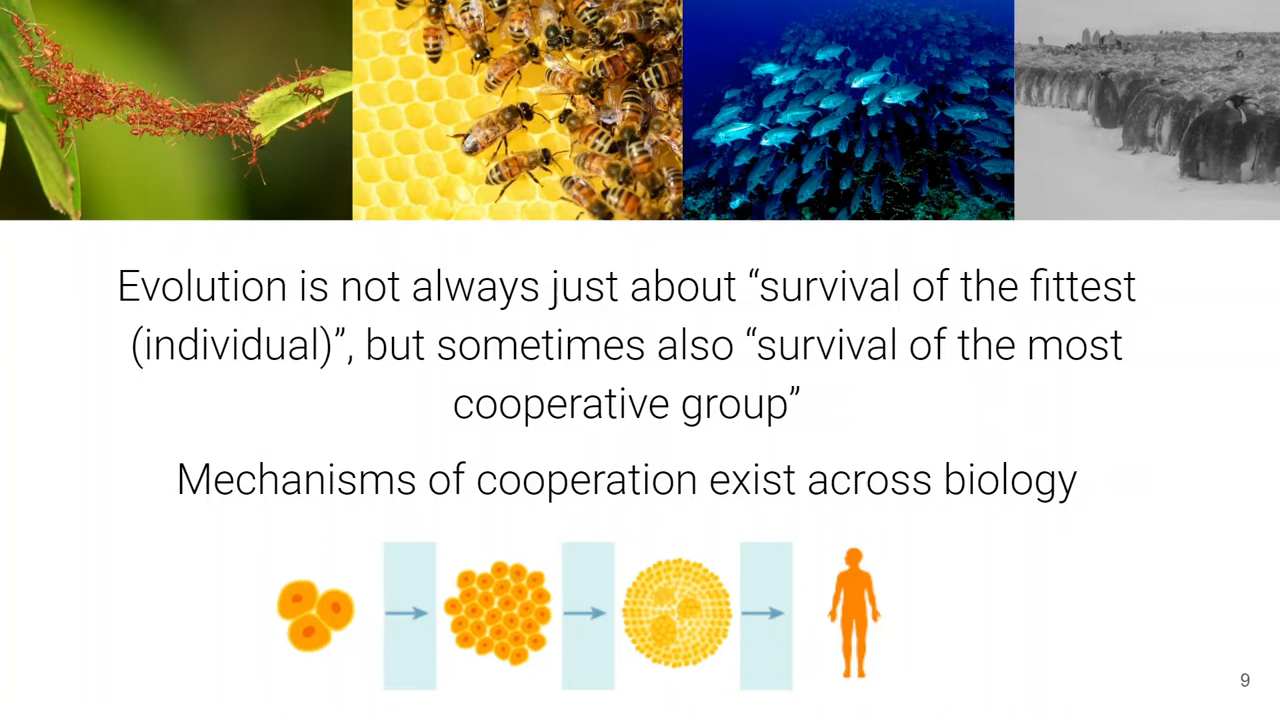 Evolution is not always just about “survival of the fittest
(individual)”, but sometimes also “survival of the most
cooperative group”
Mechanisms of cooperation exist across biology
9